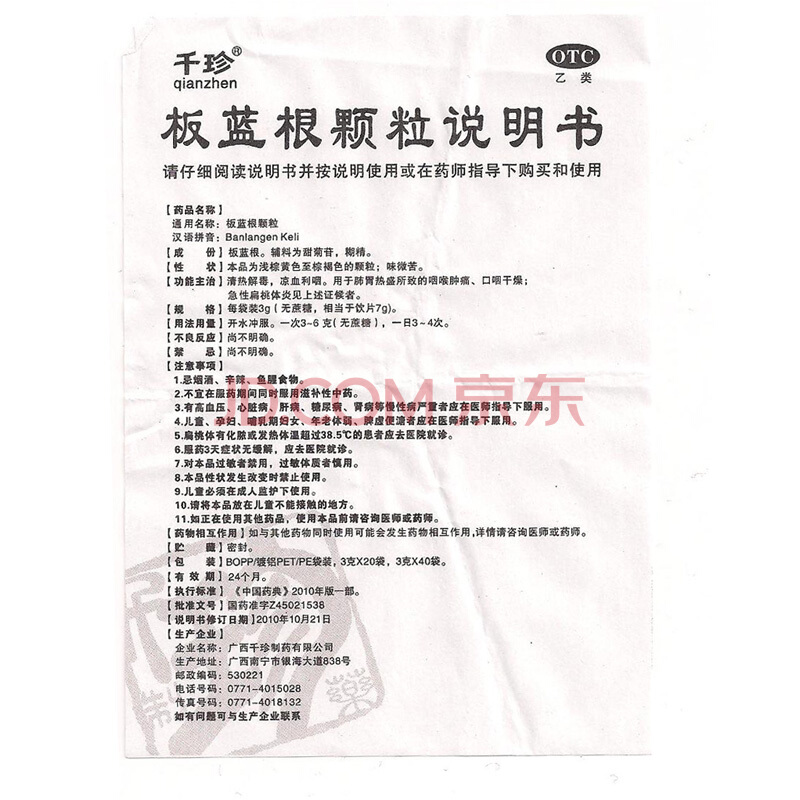 千珍®
qianzhen
OTC
乙类
板蓝根颗粒说明书
请仔细阅读说明书并按说明使用或在药师指导下购买和使用
【药品名称】
通用名称：板蓝根颗粒
汉语拼音：Banlangen Keli
【成　　份】板蓝根。辅料为甜菊苷，糊精。
【性　　状】本品为浅棕黄色至棕褐色的颗粒；味微苦。
【功能主治】清热解毒，凉血利咽。用于肺胃热盛所致的咽喉肿痛、口咽干燥；
急性扁桃体炎见上述证候者。
【规　　格】每袋装3g（无蔗糖，相当于饮片7g)。
【用法用量】开水冲服。一次3~6 克(无蔗糖），一日3~4次。
【不良反应】尚不明确。
【禁　　忌】尚不明确。
【注意事项】
1.忌烟酒、辛辣、鱼腥食物。
2.不宜在服药期间同时服用滋补性中药。
3.有高血压、心脏病、肝病、糖尿病、肾病等慢性病严重者应在医师指导下服用。
4.儿童、孕妇、哺乳期妇女、年老体弱、脾虚便溏者应在医师指导下服用。
5.扁桃体有化脓或发热体温超过38.5℃的患者应去医院就诊。
6.服药3天症状无缓解，应去医院就诊。
7.对本品过敏者禁用，过敏体质者慎用。
8.本品性状发生改变时禁止使用。
9.儿童必须在成人监护下使用。
10.请将本品放在儿童不能接触的地方。
11.如正在使用其他药品，使用本品前请咨询医师或药师。
【药物相互作用】如与其他药物同时使用可能会发生药物相互作用,详情请咨询医师或药师。
【贮　　藏】密封。
【包　　装】BOPP/镀铝PET/PE袋装，3克X20袋，3克X40袋。
【有 效 期】24个月。
【执行标准】《中国药典》2010年版一部。
【批准文号】国药准字Z45021538
【说明书修订日期】2010年10月21日
【生产企业】
企业名称：广西千珍制药有限公司
生产地址：广西南宁市银海大道838号
邮政编码：530221
电话号码：0771-4015028
传真号码：0771-4018132
如有问题可与生产企业联系
JD.COM 京东